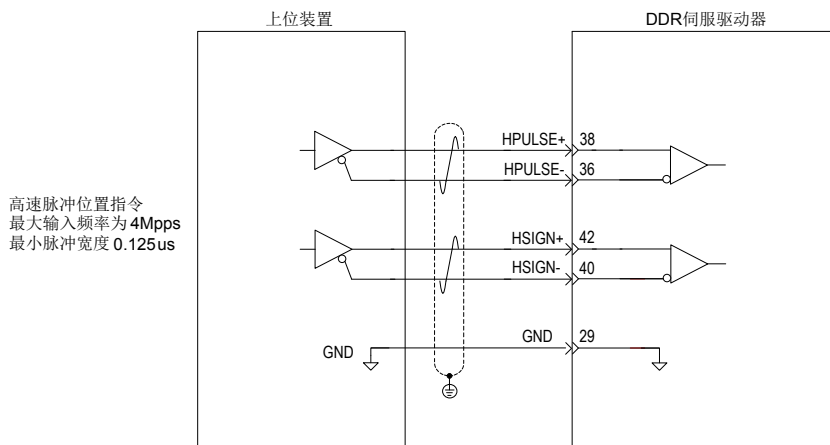 上位装置
DDR伺服驱动器
HPULSE+
38
HPULSE-
36
高速脉冲位置指令
最大输入频率为4Mpps
最小脉冲宽度0.125us
HSIGN+
42
HSIGN-
40
GND
GND
29